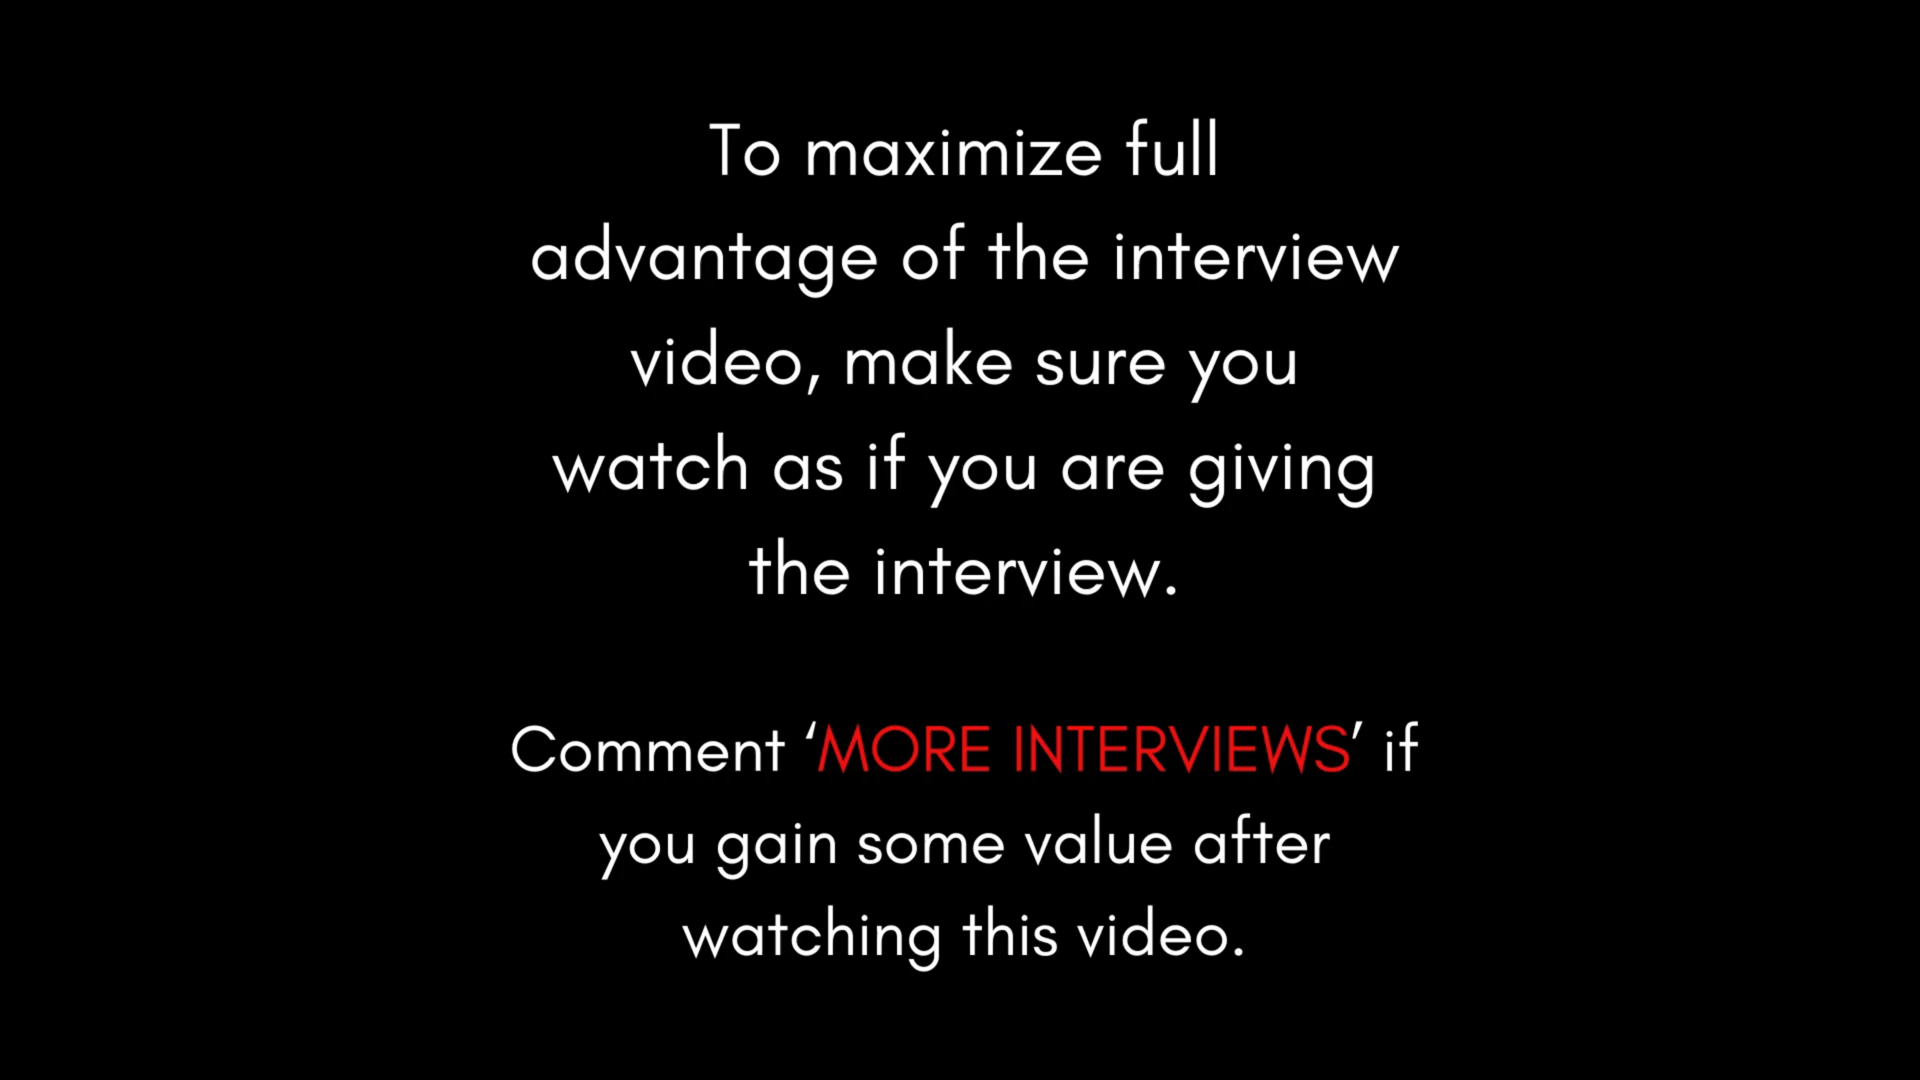 To maximize full
advantage of the interview
video, make sure you
watch as if you are giving
the interview.
Comment ‘MORE INTERVIEWS’ if
you gain some value after
watching this video.